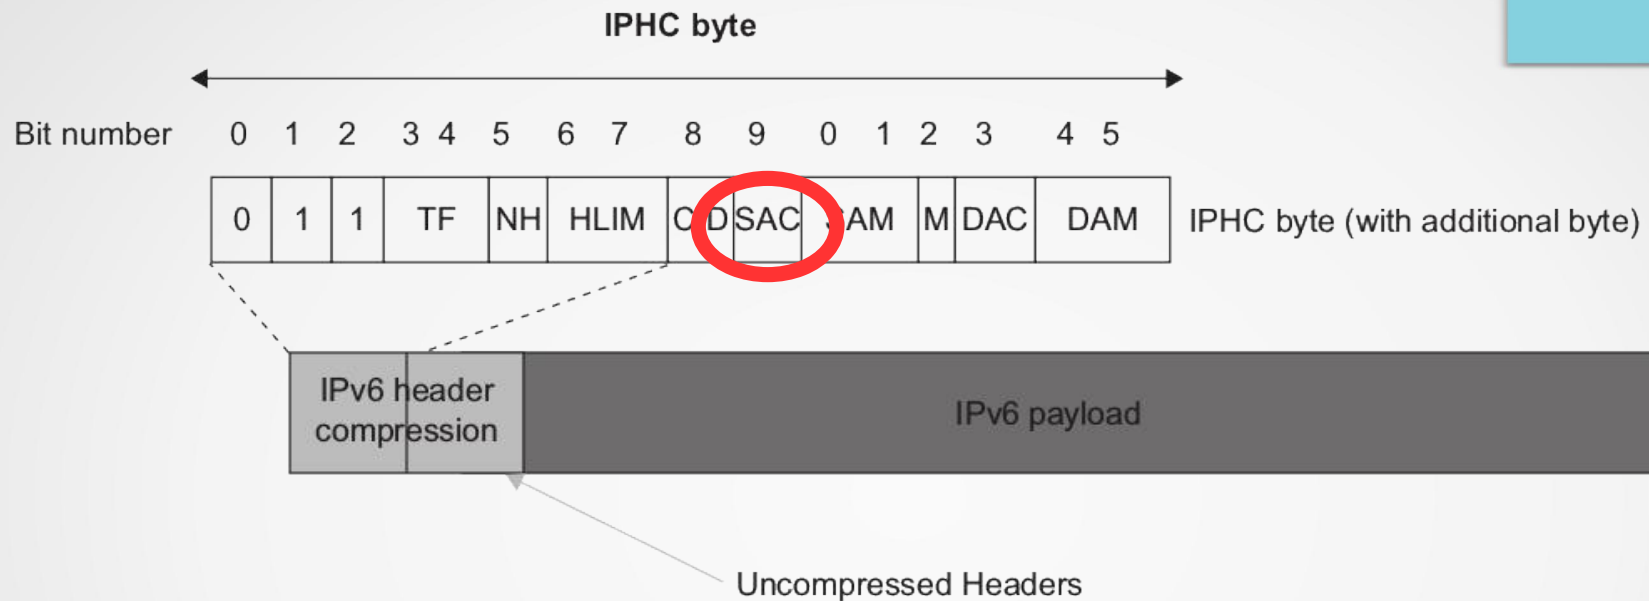 IPHC byte
Bit number 0 1 2 3 4 5 6 7 8 9 0 1 2 3 4 5
0 1 1 TF NH HLIM D SAC AM M DAC DAM IPHC byte (with additional byte)
IPv6 header
compression
IPv6 payload
Uncompressed Headers